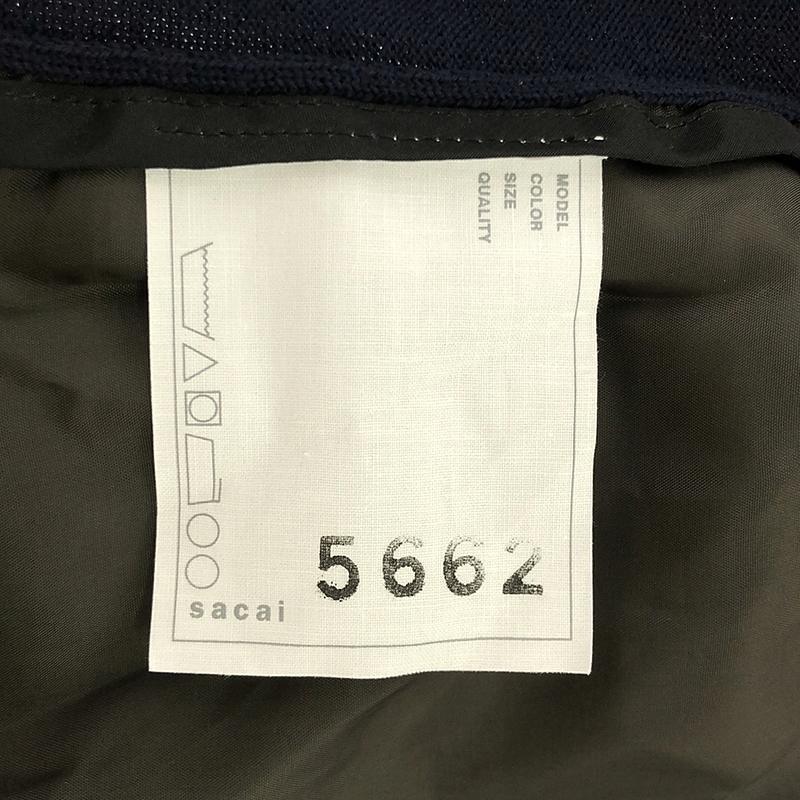 MODEL
COLOR
SIZE
QUALITY
5662
sacai